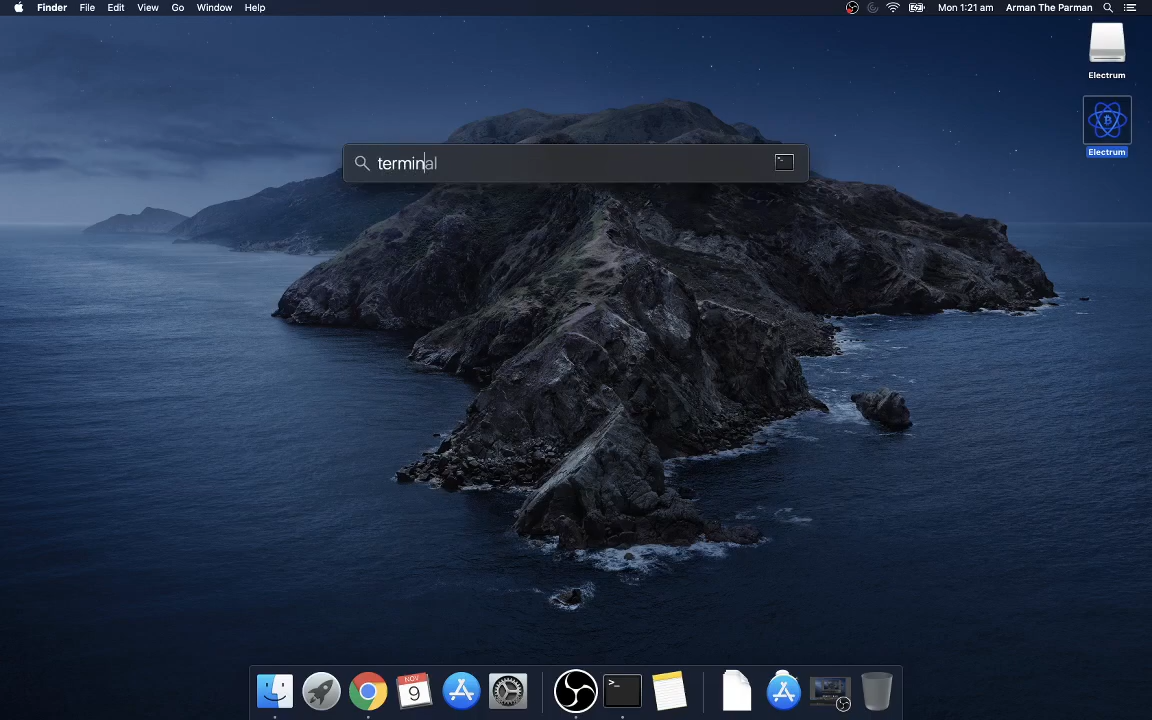 Finder File Edit View Go Window Help Mon 1:21 am Arman The Parman
Electrum
Electrum
terminal
NOV
9
>_